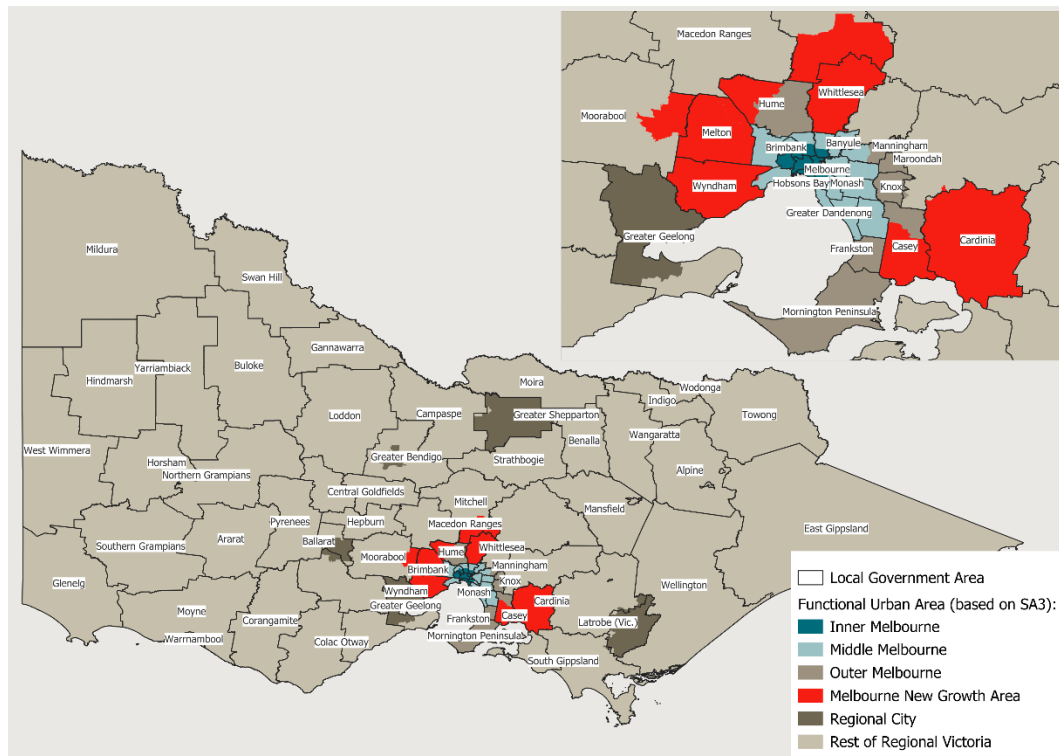 Macedon Ranges
Whittlesea
Hume
Moorabool
Melton
Brimbank
Banyule
Manningham
Maroondah
Melbourne
Wyndham
Hobsons Bay
Monash
Knox
Greater Dandenong
Greater Geelong
Frankston
Casey
Cardinia
Mornington Peninsula
Mildura
Swan Hill
Gannawarra
Yarriambiack
Buloke
Hindmarsh
Moira
Wodonga
Indigo
Towong
Loddon
Campaspe
Greater Shepparton
Benalla
Wangaratta
West Wimmera
Horsham
Northern Grampians
Greater Bendigo
Strathbogie
Alpine
Central Goldfields
Mitchell
Mansfield
Pyrenees
Hepburn
Macedon Ranges
East Gippsland
Southern Grampians
Ararat
Ballarat
Moorabool
Hume
Whittlesea
Glenelg
Brimbank
Manningham
Knox
Wellington
Wyndham
Monash
Cardinia
Moyne
Corangamite
Greater Geelong
Frankston
Casey
Latrobe (Vic.)
Warrnambool
Colac Otway
Mornington Peninsula
South Gippsland
Local Government Area
Functional Urban Area (based on SA3):
Inner Melbourne
Middle Melbourne
Outer Melbourne
Melbourne New Growth Area
Regional City
Rest of Regional Victoria